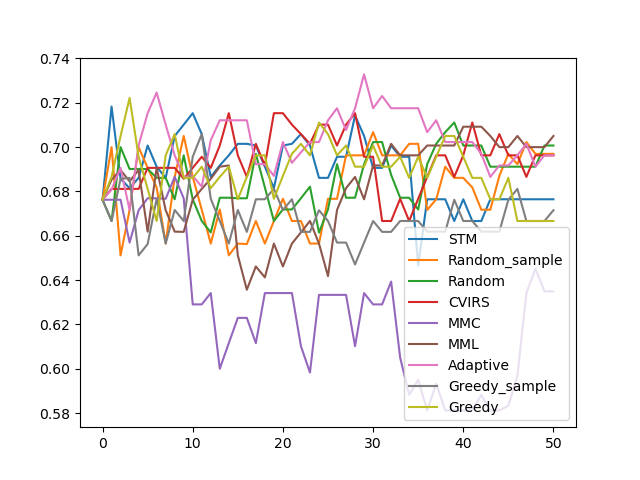 0.74
0.72
0.70
0.68
0.66
0.64
0.62
0.60
0.58
0
10
20
30
40
50
STM
Random_sample
Random
CVIRS
MMC
MML
Adaptive
Greedy_sample
Greedy